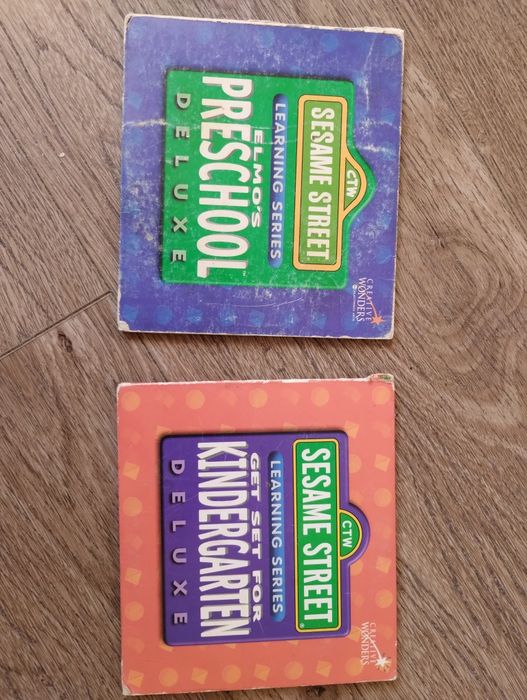 CTW
SESAME STREET
LEARNING SERIES
ELMO'S
PRESCHOOL
DELUXE
CREATIVE
WONDERS
CTW
SESAME STREET
LEARNING SERIES
GET SET FOR
KINDERGARTEN
DELUXE
CREATIVE
WONDERS